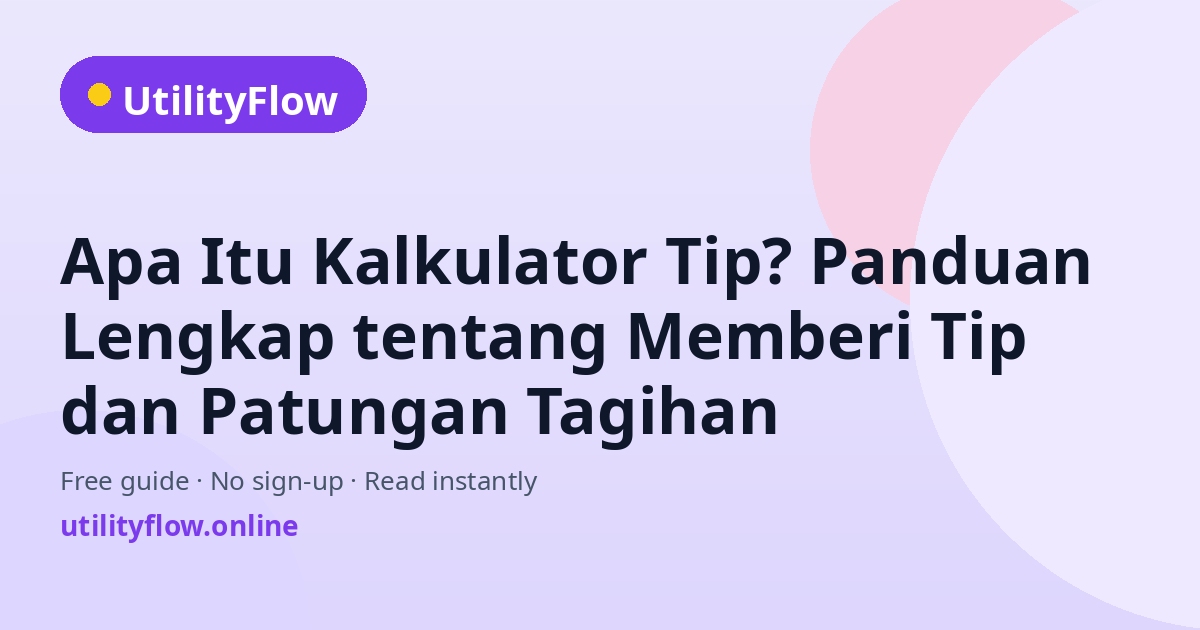 UtilityFlow
Apa Itu Kalkulator Tip? Panduan
Lengkap tentang Memberi Tip
dan Patungan Tagihan
Free guide · No sign-up · Read instantly
utilityflow.online